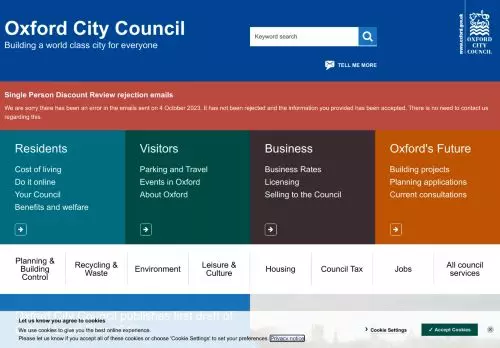 Oxford City Council
Building a world class city for everyone
Keyword search
TELL ME MORE
www.oxford.gov.uk
OXFORD
CITY
COUNCIL
Single Person Discount Review rejection emails
We are sorry there has been an error in the emails sent on 4 October 2023. It has not been rejected and the information you provided has been accepted. There is no need to contact us
regarding this.
Residents
Cost of living
Do it online
Your Council
Benefits and welfare
Visitors
Parking and Travel
Events in Oxford
About Oxford
Business
Business Rates
Licensing
Selling to the Council
Oxford's Future
Building projects
Planning applications
Current consultations
Planning &
Building
Control
Recycling &
Waste
Environment
Leisure &
Culture
Housing
Council Tax
Jobs
All council
services
Oxford City Council publishes first draft of
Let us know you agree to cookies
We use cookies to give you the best online experience.
Please let us know if you accept all of these cookies or choose 'Cookie Settings' to set your preferences. Privacy notice
Cookie Settings
✓ Accept Cookies